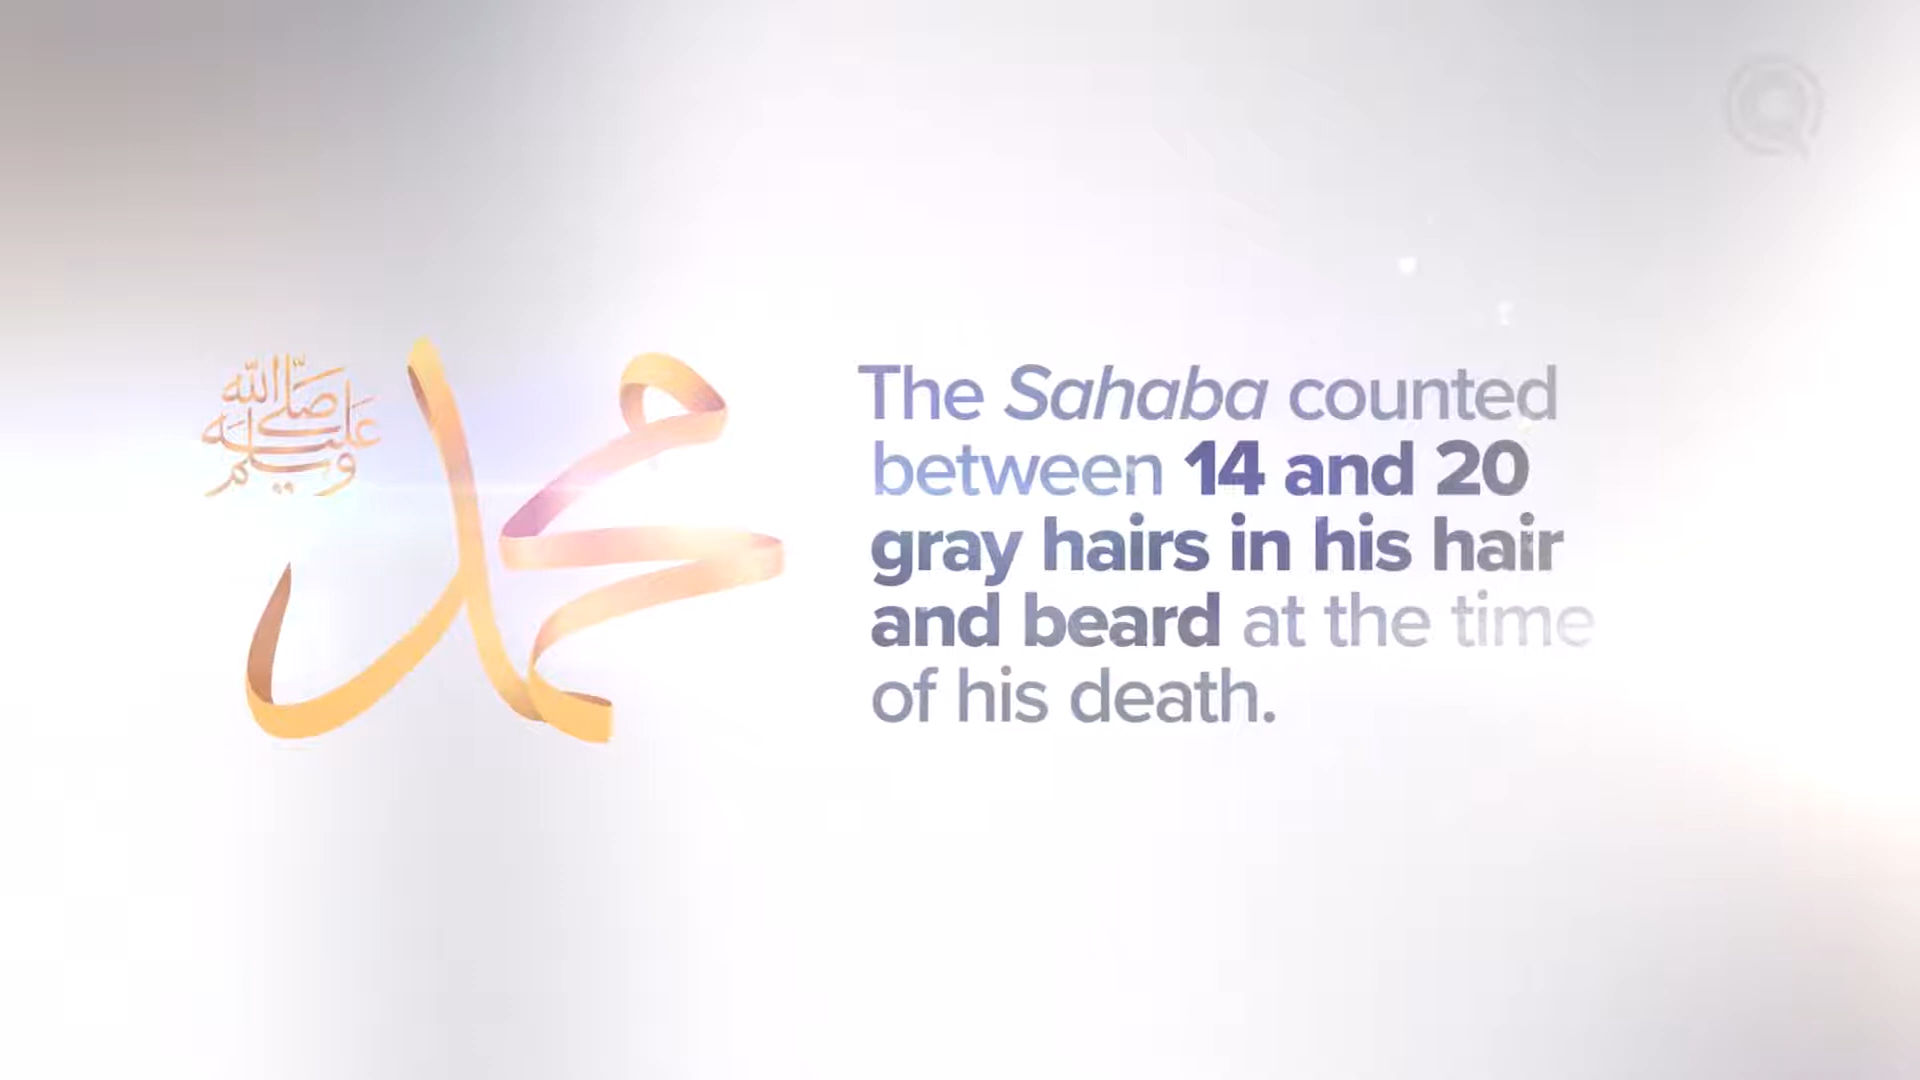 محمد
صلى الله
عليه
وسلم
The Sahaba counted
between 14 and 20
gray hairs in his hair
and beard at the time
of his death.